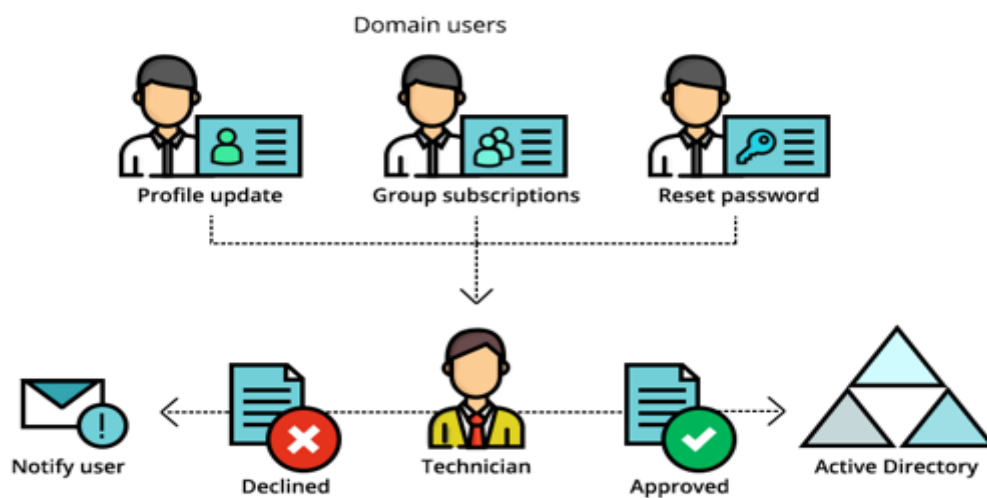 Domain users
Profile update
Group subscriptions
Reset password
Notify user
Declined
Technician
Approved
Active Directory